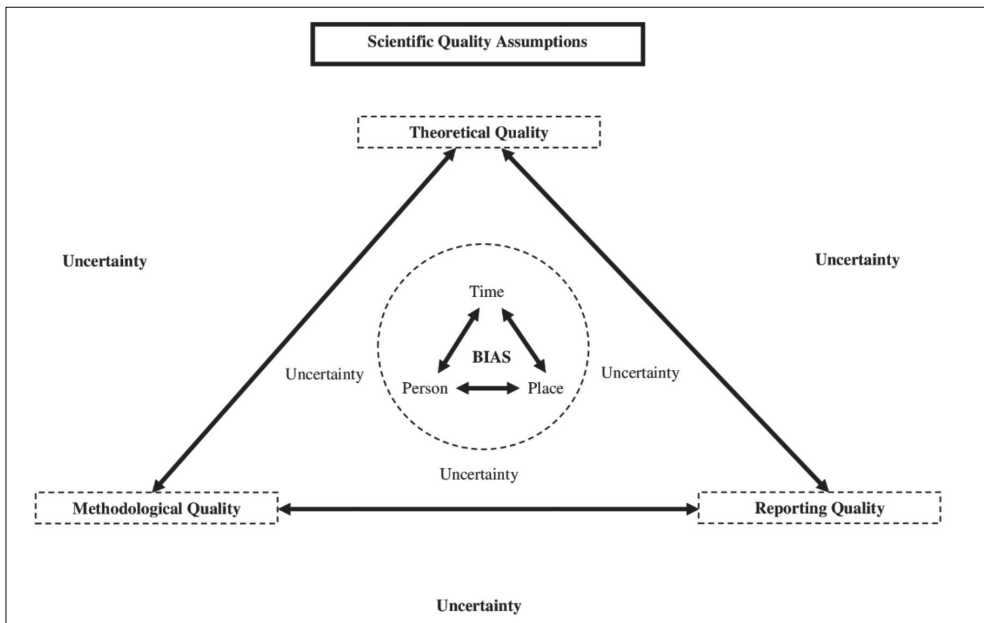 Scientific Quality Assumptions
Theoretical Quality
Uncertainty
Uncertainty
Time
BIAS
Uncertainty
Person
Place
Uncertainty
Uncertainty
Methodological Quality
Reporting Quality
Uncertainty